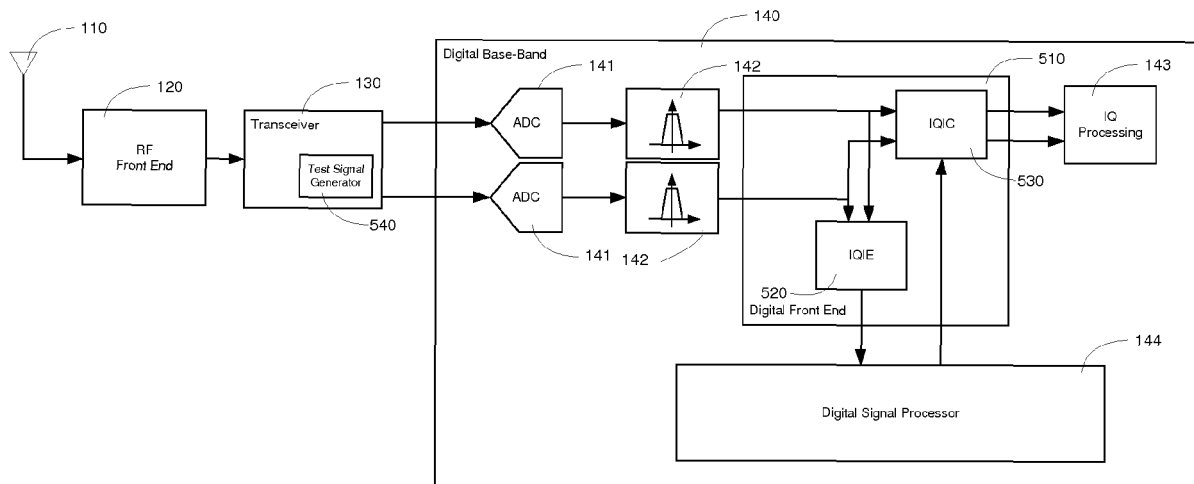 110
120
RF
Front End
130
Transceiver
Test Signal
Generator
540
140
Digital Base-Band
141
ADC
142
ADC
141
142
510
IQIC
530
143
IQ
Processing
IQIE
520
Digital Front End
144
Digital Signal Processor